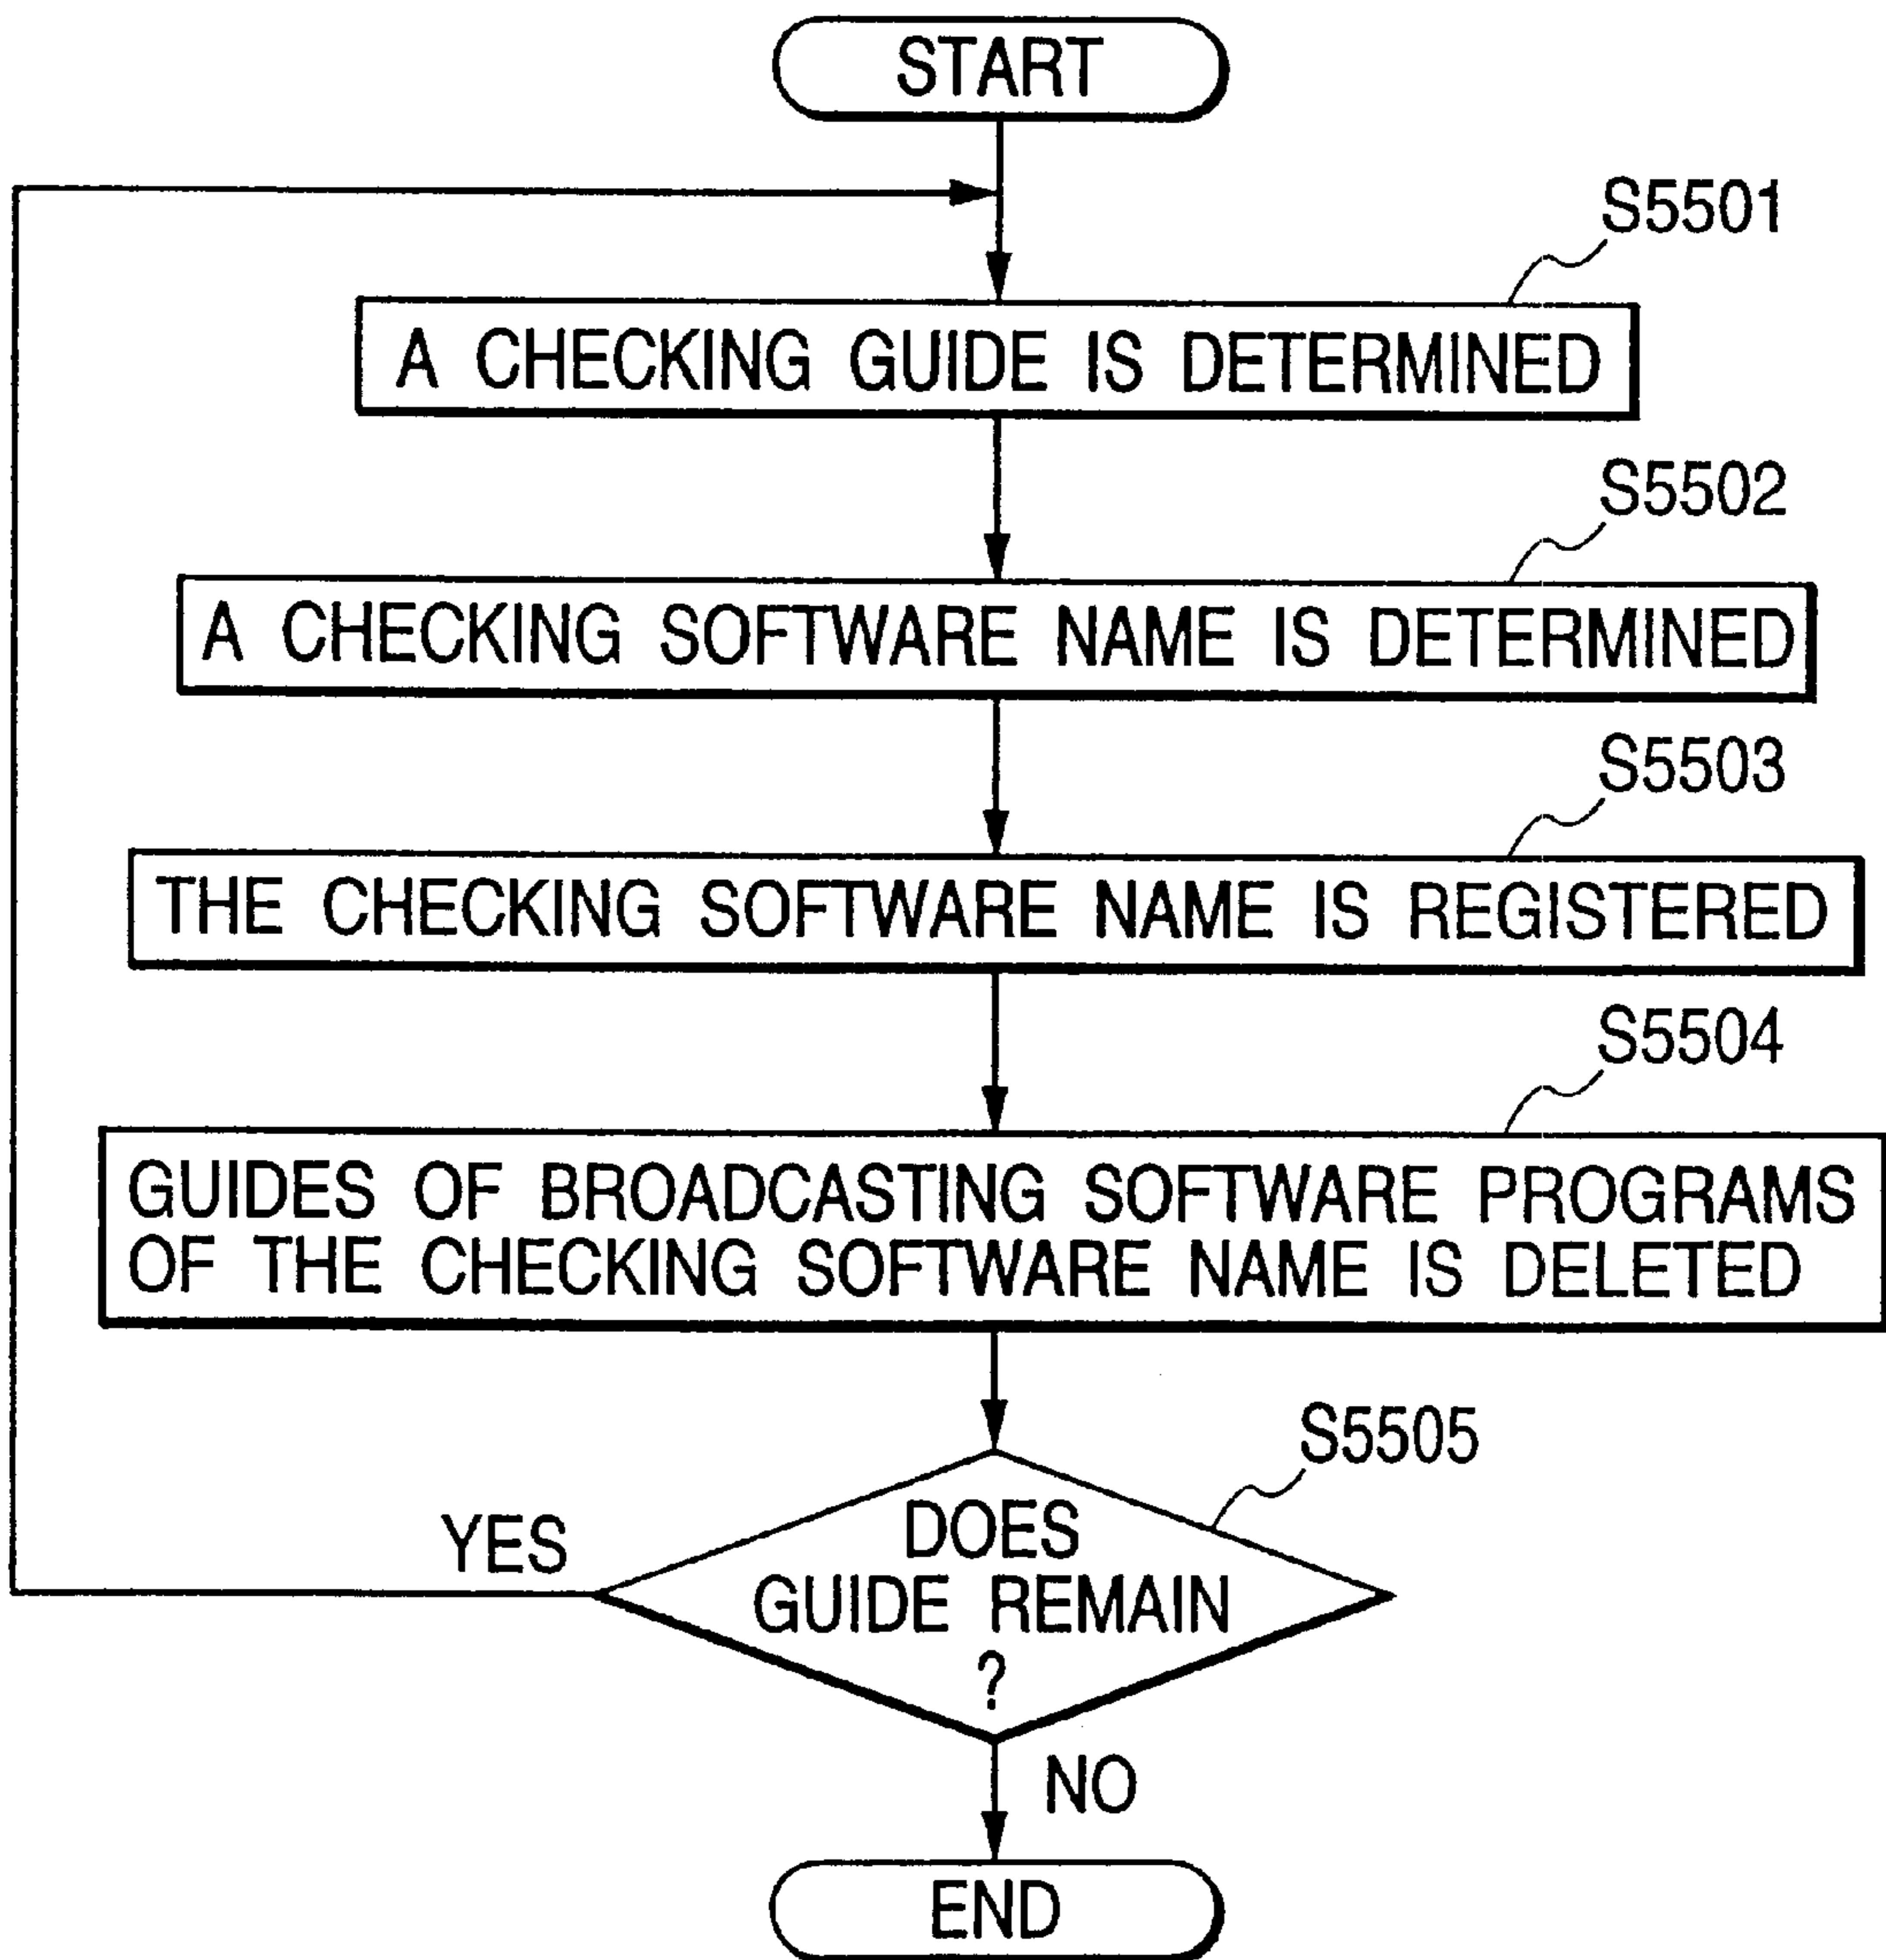 START
S5501
A CHECKING GUIDE IS DETERMINED
S5502
A CHECKING SOFTWARE NAME IS DETERMINED
S5503
THE CHECKING SOFTWARE NAME IS REGISTERED
S5504
GUIDES OF BROADCASTING SOFTWARE PROGRAMS
OF THE CHECKING SOFTWARE NAME IS DELETED
S5505
YES
DOES
GUIDE REMAIN
?
NO
END